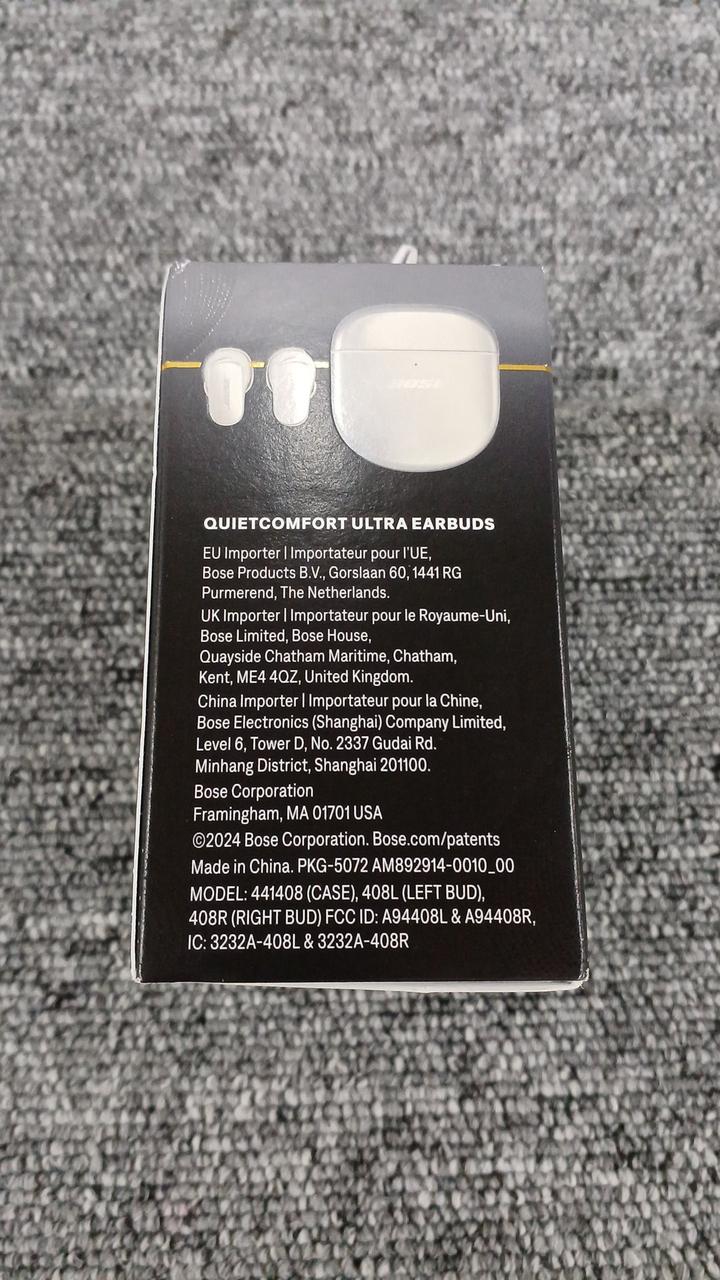 BOSE
QUIETCOMFORT ULTRA EARBUDS
EU Importer | Importateur pour l'UE,
Bose Products B.V., Gorslaan 60, 1441 RG
Purmerend, The Netherlands.
UK Importer | Importateur pour le Royaume-Uni,
Bose Limited, Bose House,
Quayside Chatham Maritime, Chatham,
Kent, ME4 4QZ, United Kingdom.
China Importer | Importateur pour la Chine,
Bose Electronics (Shanghai) Company Limited,
Level 6, Tower D, No. 2337 Gudai Rd.
Minhang District, Shanghai 201100.
Bose Corporation
Framingham, MA 01701 USA
©2024 Bose Corporation. Bose.com/patents
Made in China. PKG-5072 AM892914-0010_00
MODEL: 441408 (CASE), 408L (LEFT BUD),
408R (RIGHT BUD) FCC ID: A94408L & A94408R,
IC: 3232A-408L & 3232A-408R